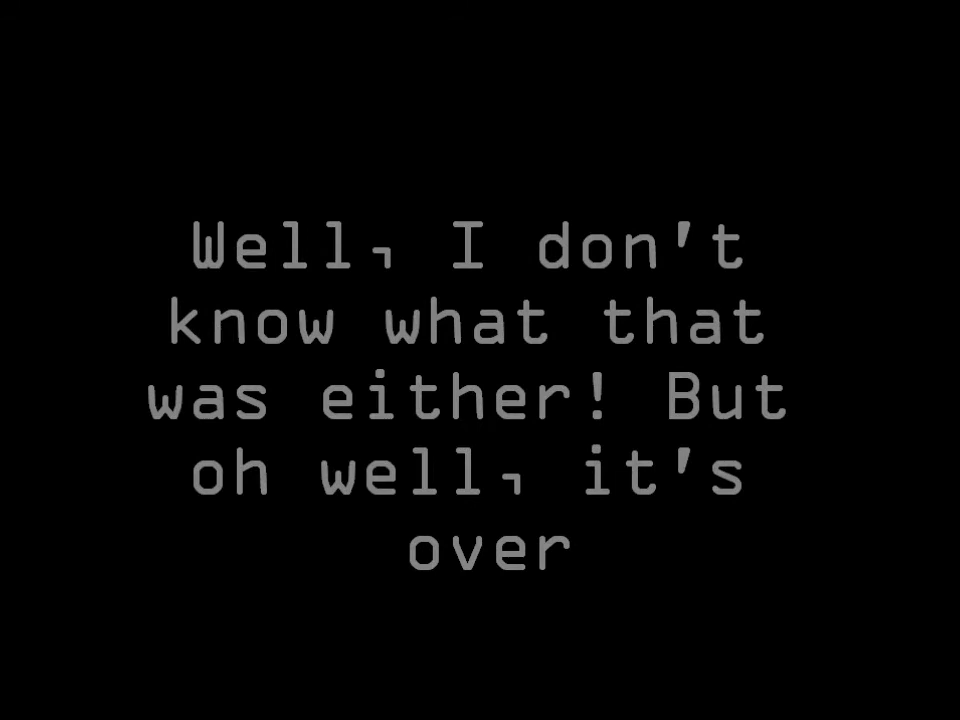 Well, I don't
know what that
was either! But
oh well, it's
over